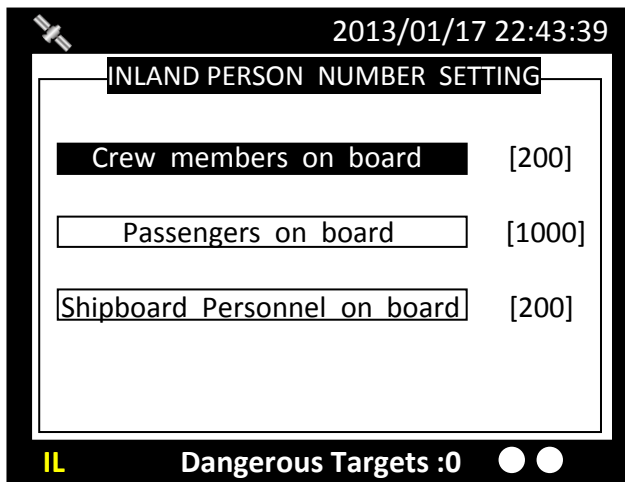 2013/01/17 22:43:39
INLAND PERSON NUMBER SETTING
Crew members on board [200]
Passengers on board [1000]
Shipboard Personnel on board [200]
IL Dangerous Targets :0